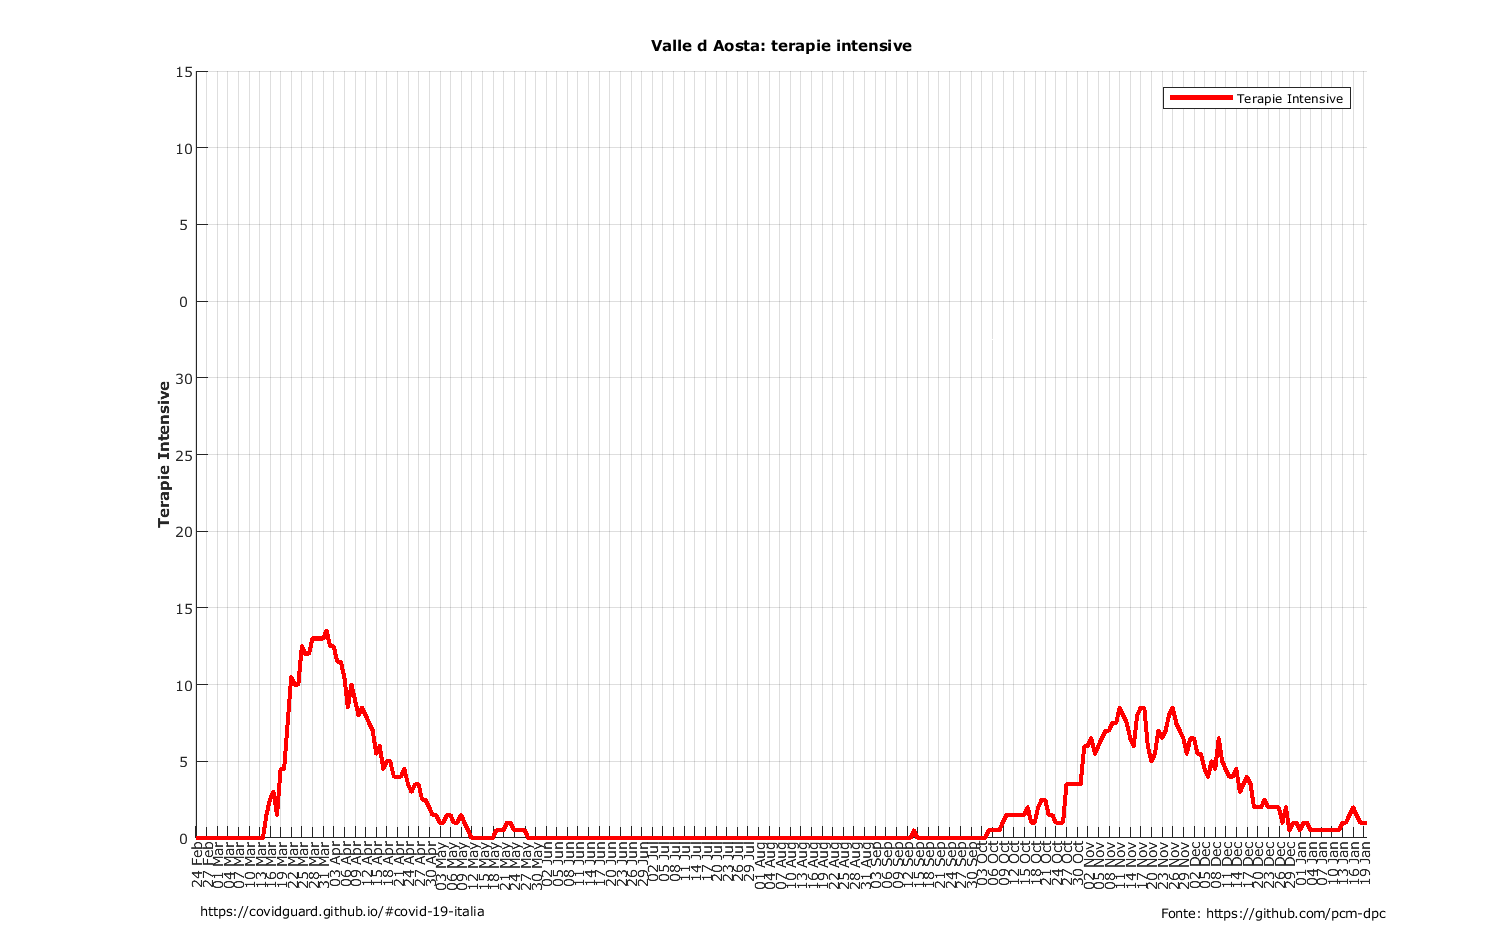 Valle d Aosta: terapie intensive
Terapie Intensive
15
10
5
0
30
25
20
15
10
5
0
Terapie Intensive
24 Feb
27 Feb
01 Mar
04 Mar
07 Mar
10 Mar
13 Mar
16 Mar
19 Mar
22 Mar
25 Mar
28 Mar
31 Mar
03 Apr
06 Apr
09 Apr
12 Apr
15 Apr
18 Apr
21 Apr
24 Apr
27 Apr
30 Apr
03 May
06 May
09 May
12 May
15 May
18 May
21 May
24 May
27 May
30 May
02 Jun
05 Jun
08 Jun
11 Jun
14 Jun
17 Jun
20 Jun
23 Jun
26 Jun
29 Jun
02 Jul
05 Jul
08 Jul
11 Jul
14 Jul
17 Jul
20 Jul
23 Jul
26 Jul
29 Jul
01 Aug
04 Aug
07 Aug
10 Aug
13 Aug
16 Aug
19 Aug
22 Aug
25 Aug
28 Aug
31 Aug
03 Sep
06 Sep
09 Sep
12 Sep
15 Sep
18 Sep
21 Sep
24 Sep
27 Sep
30 Sep
03 Oct
06 Oct
09 Oct
12 Oct
15 Oct
18 Oct
21 Oct
24 Oct
27 Oct
30 Oct
02 Nov
05 Nov
08 Nov
11 Nov
14 Nov
17 Nov
20 Nov
23 Nov
26 Nov
29 Nov
02 Dec
05 Dec
08 Dec
11 Dec
14 Dec
17 Dec
20 Dec
23 Dec
26 Dec
29 Dec
01 Jan
04 Jan
07 Jan
10 Jan
13 Jan
16 Jan
19 Jan
https://covidguard.github.io/#covid-19-italia
Fonte: https://github.com/pcm-dpc